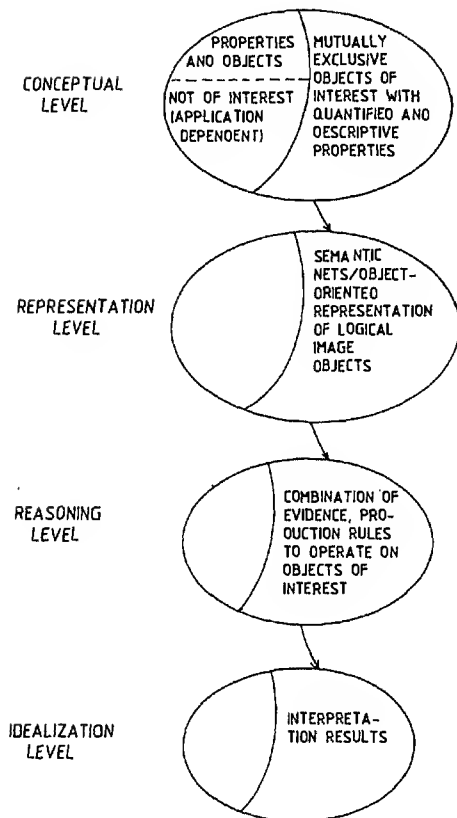 CONCEPTUAL
LEVEL
PROPERTIES
AND OBJECTS
NOT OF INTEREST
(APPLICATION
DEPENDENT)
MUTUALLY
EXCLUSIVE
OBJECTS OF
INTEREST WITH
QUANTIFIED AND
DESCRIPTIVE
PROPERTIES
REPRESENTATION
LEVEL
SEMANTIC
NETS/OBJECT-
ORIENTED
REPRESENTATION
OF LOGICAL
IMAGE
OBJECTS
REASONING
LEVEL
COMBINATION OF
EVIDENCE, PRO-
DUCTION RULES
TO OPERATE ON
OBJECTS OF
INTEREST
IDEALIZATION
LEVEL
INTERPRETA-
TION RESULTS